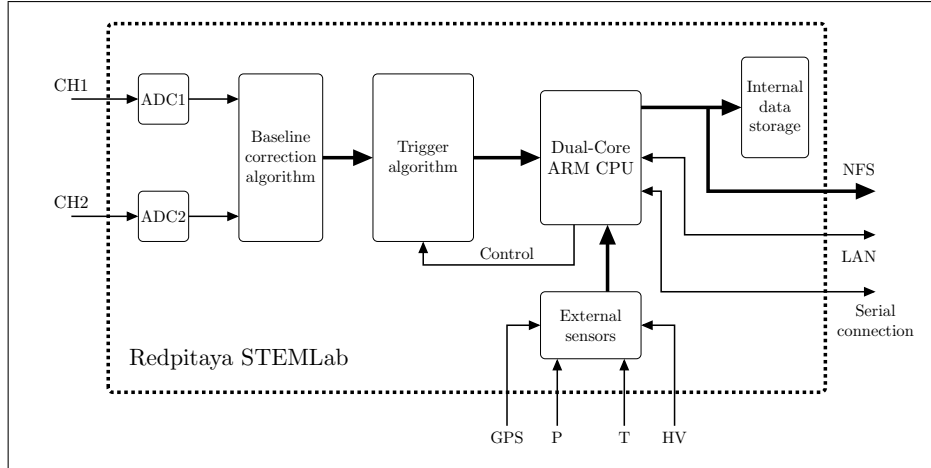 CH1
ADC1
CH2
ADC2
Baseline
correction
algorithm
Trigger
algorithm
Dual-Core
ARM CPU
Internal
data
storage
NFS
LAN
Serial
connection
Control
External
sensors
Redpitaya STEMLab
GPS
P
T
HV